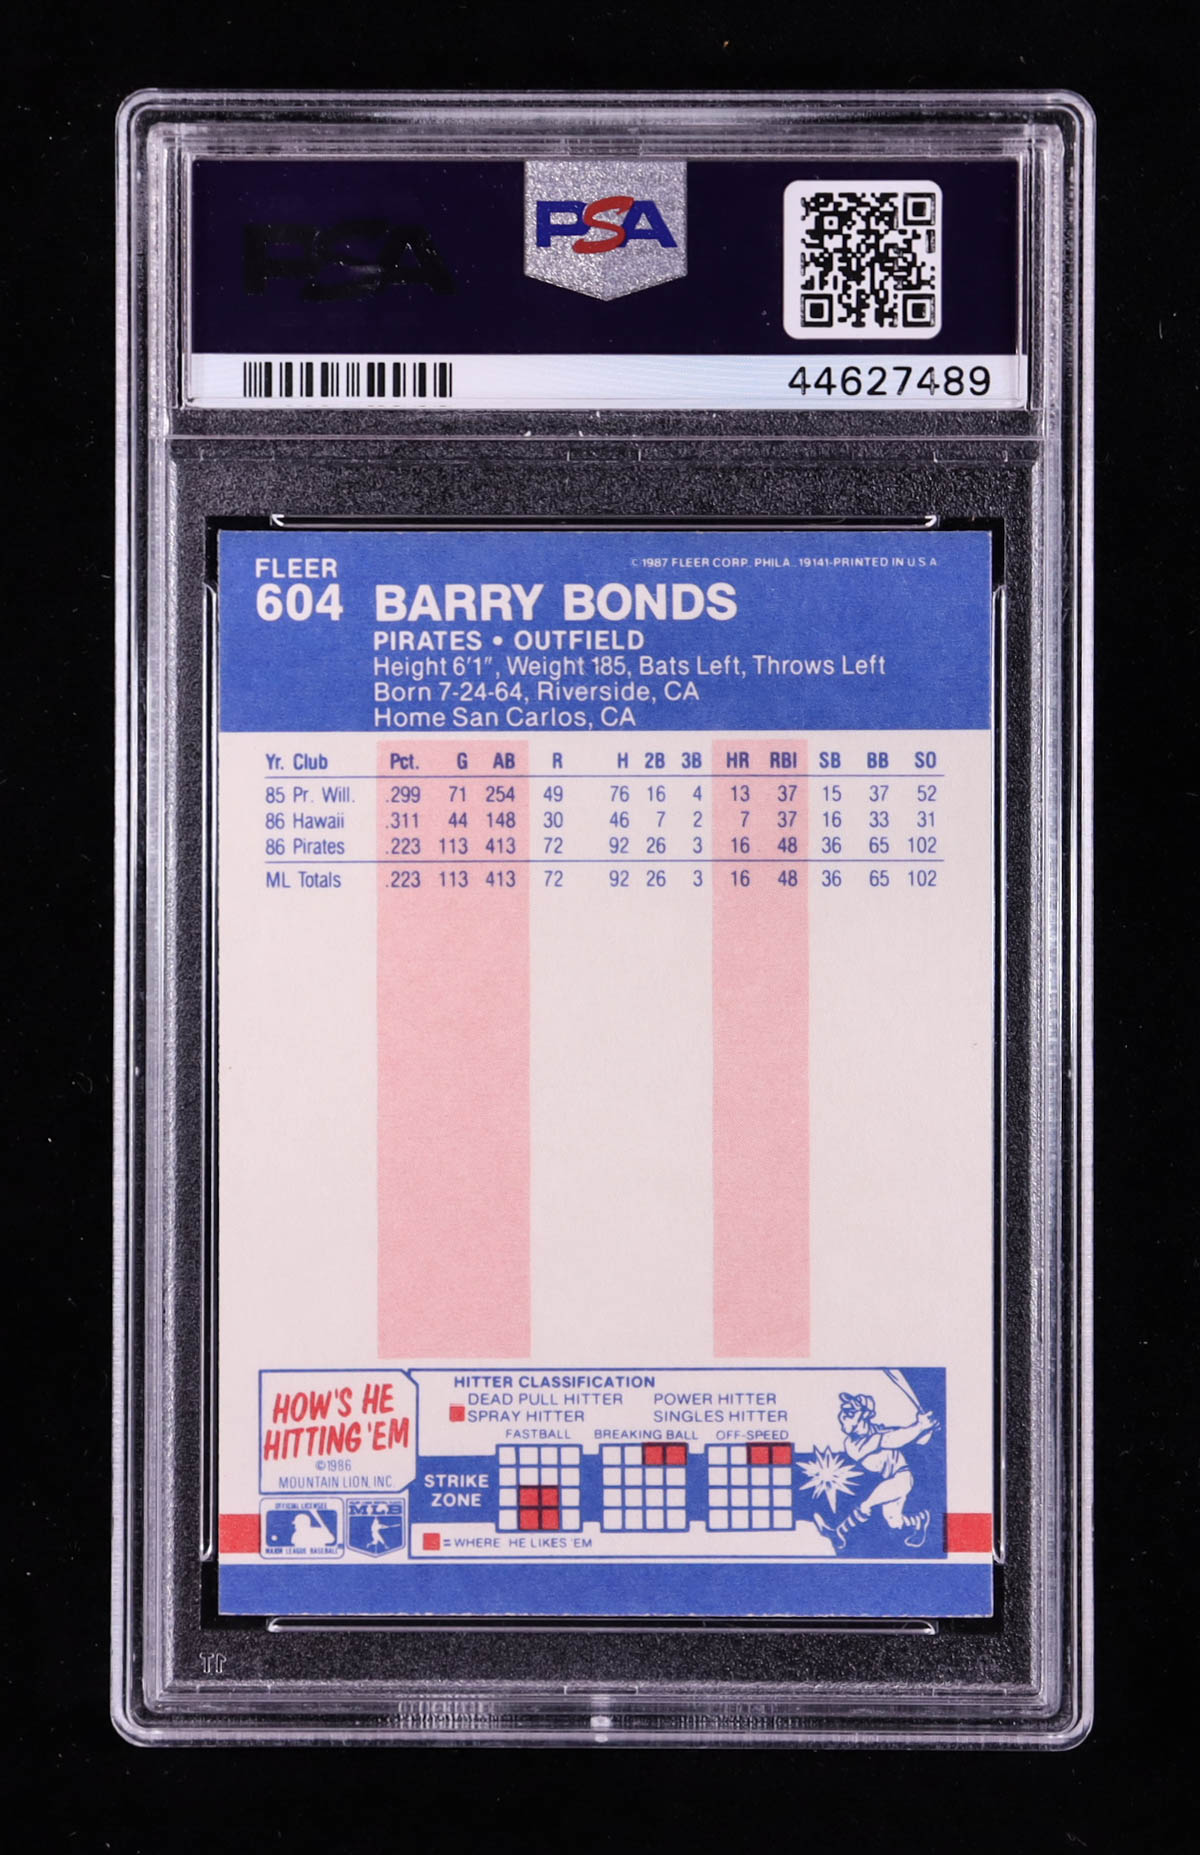 PSA
PSA
44627489
FLEER
© 1987 FLEER CORP. PHILA. 19141-PRINTED IN U S A
604 BARRY BONDS
PIRATES • OUTFIELD
Height 6'1", Weight 185, Bats Left, Throws Left
Born 7-24-64, Riverside, CA
Home San Carlos, CA
Yr. Club Pct. G AB R H 2B 3B HR RBI SB BB SO
85 Pr. Will. .299 71 254 49 76 16 4 13 37 15 37 52
86 Hawaii .311 44 148 30 46 7 2 7 37 16 33 31
86 Pirates .223 113 413 72 92 26 3 16 48 36 65 102
ML Totals .223 113 413 72 92 26 3 16 48 36 65 102
HOW'S HE
HITTING 'EM
©1986
MOUNTAIN LION, INC.
HITTER CLASSIFICATION
DEAD PULL HITTER POWER HITTER
SPRAY HITTER SINGLES HITTER
FASTBALL BREAKING BALL OFF-SPEED
STRIKE
ZONE
= WHERE HE LIKES 'EM
OFFICIAL LICENSEE
MAJOR LEAGUE BASEBALL
MLB